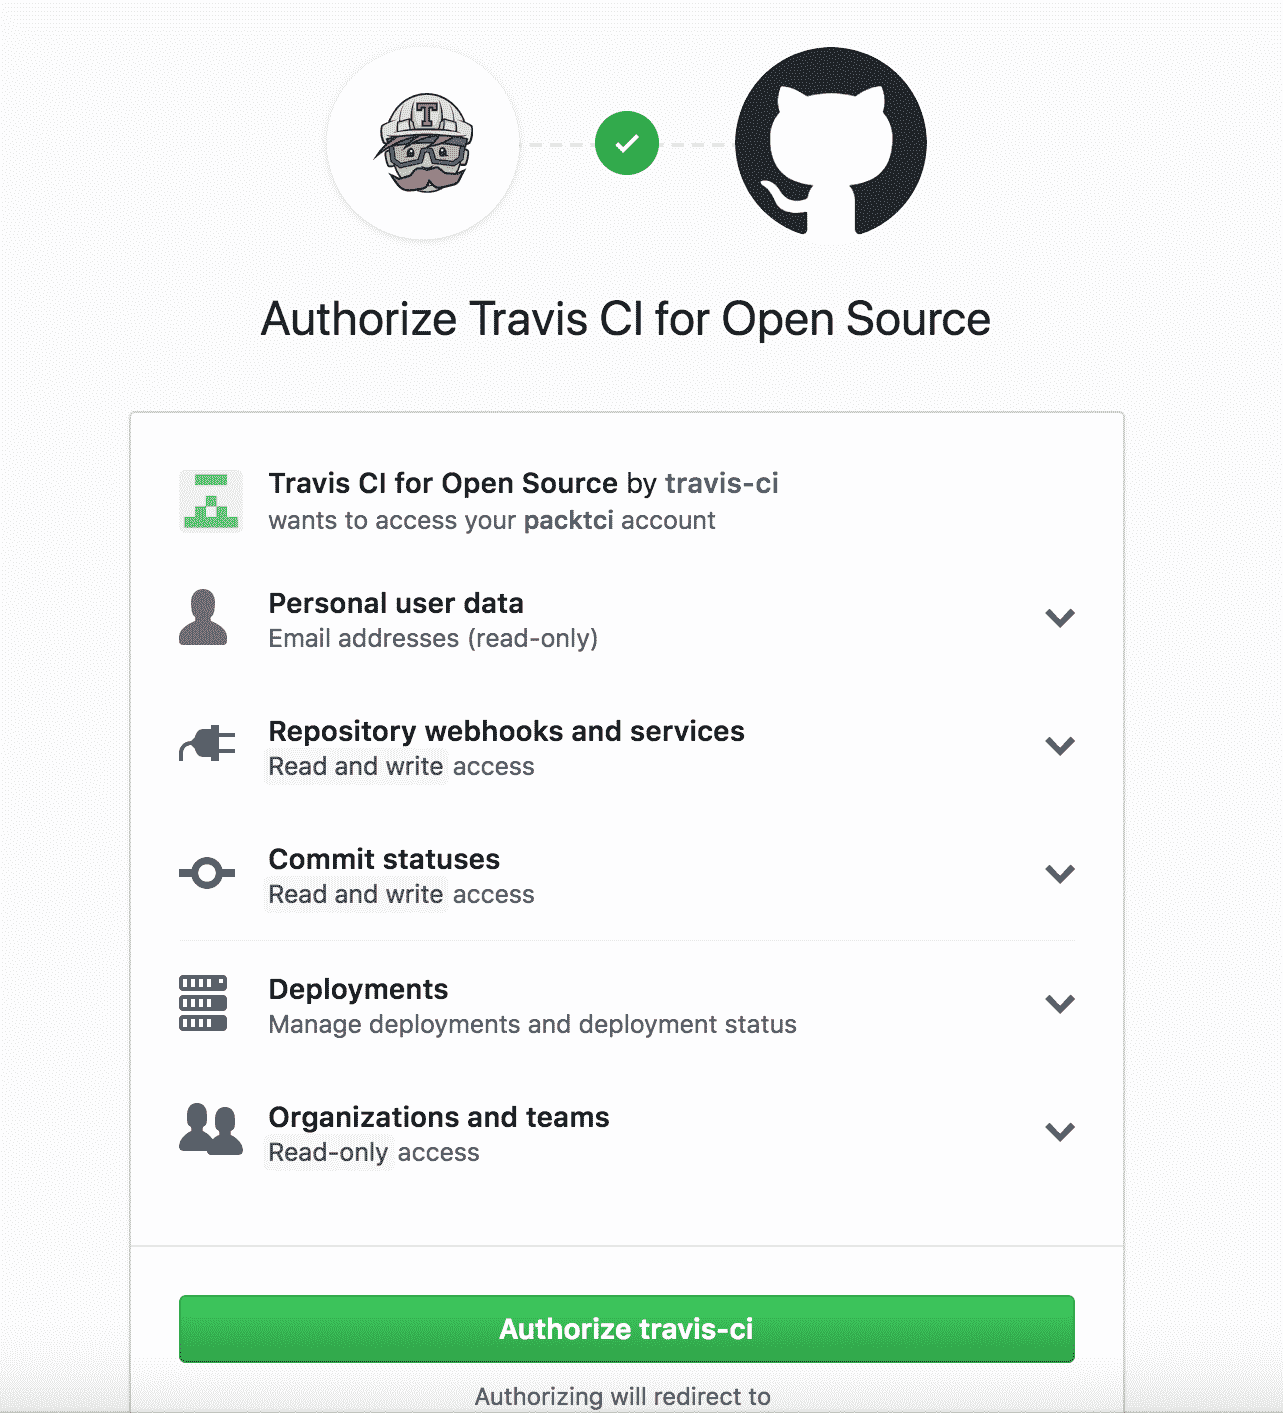 T
Authorize Travis CI for Open Source
Travis CI for Open Source by travis-ci
wants to access your packtci account
Personal user data
Email addresses (read-only)
Repository webhooks and services
Read and write access
Commit statuses
Read and write access
Deployments
Manage deployments and deployment status
Organizations and teams
Read-only access
Authorize travis-ci
Authorizing will redirect to